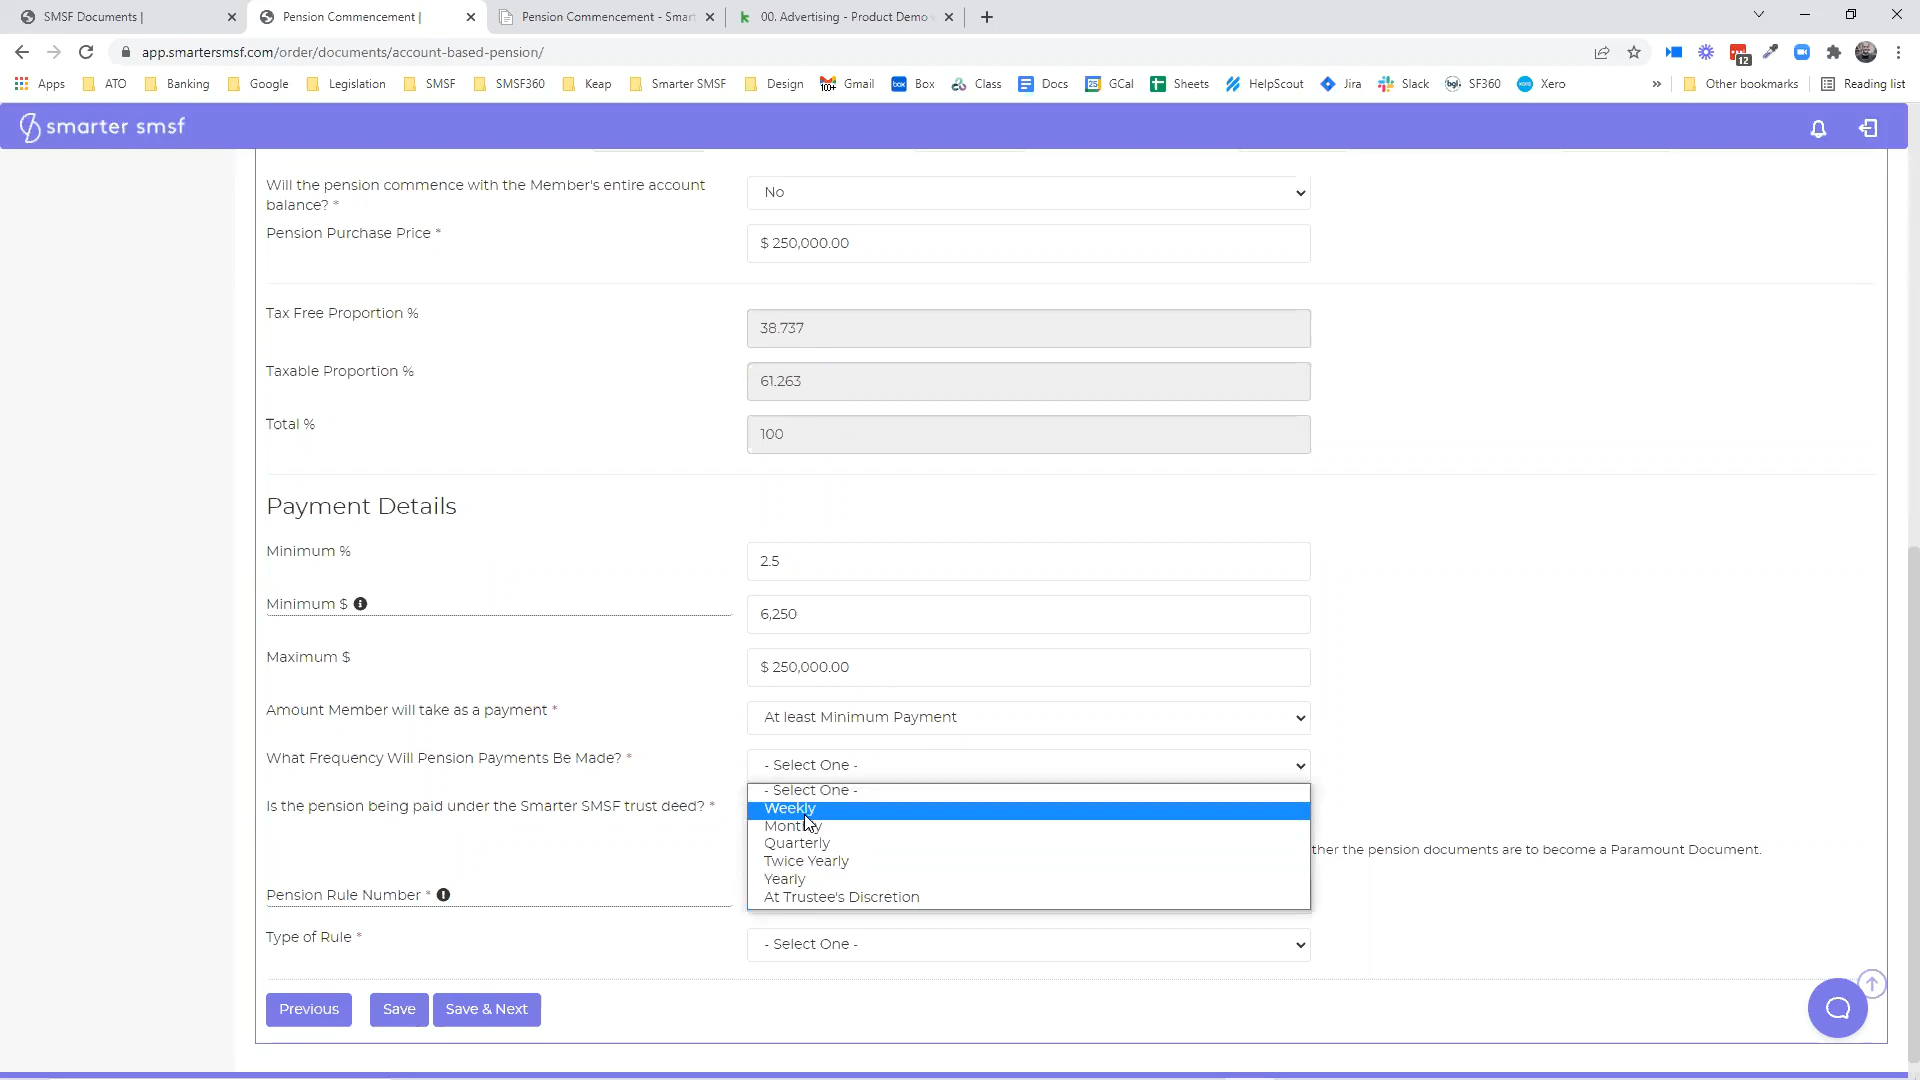 SMSF Documents |
Pension Commencement |
Pension Commencement - Smar
00. Advertising - Product Demo
app.smartersmsf.com/order/documents/account-based-pension/
12
Apps ATO Banking Google Legislation SMSF SMSF360 Keap Smarter SMSF Design 100+ Gmail box Box Class Docs 25 GCal Sheets HelpScout Jira Slack bgl SF360 xero Xero » Other bookmarks Reading list
smarter smsf
Will the pension commence with the Member's entire account
balance? *
No
Pension Purchase Price *
$ 250,000.00
Tax Free Proportion %
38.737
Taxable Proportion %
61.263
Total %
100
Payment Details
Minimum %
2.5
Minimum $
6,250
Maximum $
$ 250,000.00
Amount Member will take as a payment *
At least Minimum Payment
What Frequency Will Pension Payments Be Made? *
- Select One -
- Select One -
Is the pension being paid under the Smarter SMSF trust deed? *
Weekly
Monthly
Quarterly
ther the pension documents are to become a Paramount Document.
Twice Yearly
Yearly
Pension Rule Number *
At Trustee's Discretion
Type of Rule *
- Select One -
Previous Save Save & Next